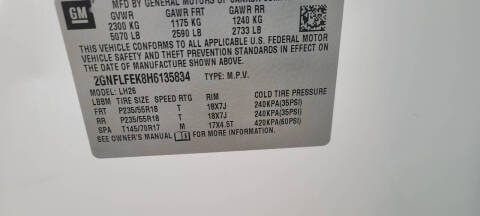 GM
MFD BY GENERAL MOTORS OF CANADA COMPANY
GVWR GAWR FRT GAWR RR
2300 KG 1175 KG 1240 KG
5070 LB 2590 LB 2733 LB
THIS VEHICLE CONFORMS TO ALL APPLICABLE U.S. FEDERAL MOTOR
VEHICLE SAFETY AND THEFT PREVENTION STANDARDS IN EFFECT ON
THE DATE OF MANUFACTURE SHOWN ABOVE.
2GNFLFEK8H6135834 TYPE: M.P.V.
MODEL: LH26
LBBM TIRE SIZE SPEED RTG RIM COLD TIRE PRESSURE
FRT P235/55R18 T 18X7J 240KPA(35PSI)
RR P235/55R18 T 18X7J 240KPA(35PSI)
SPA T145/70R17 M 17X4.5T 420KPA(60PSI)
SEE OWNER'S MANUAL FOR MORE INFORMATION.